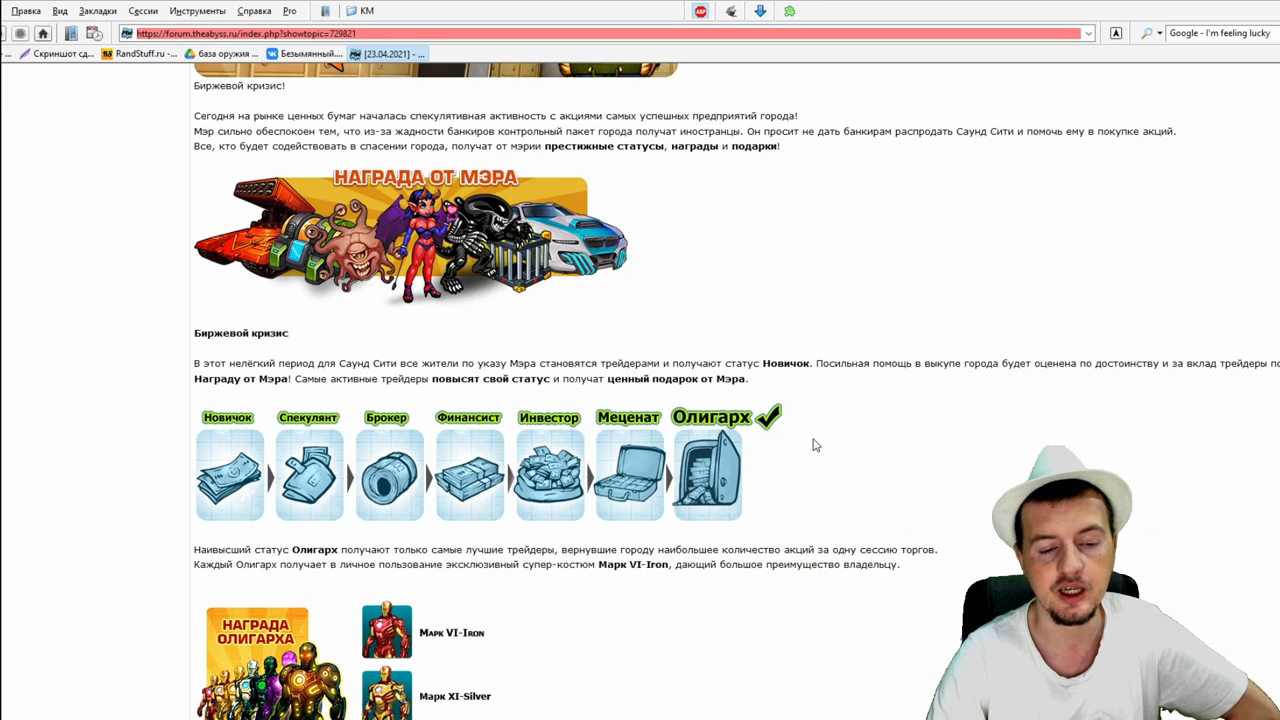 Правка Вид Закладки Сессии Инструменты Справка Pro КМ
https://forum.theabyss.ru/index.php?showtopic=729821 Google - I'm feeling lucky
Скриншот сд... RandStuff.ru -... база оружия ... Безымянный.... [23.04.2021] - ...
Биржевой кризис!
Сегодня на рынке ценных бумаг началась спекулятивная активность с акциями самых успешных предприятий города!
Мэр сильно обеспокоен тем, что из-за жадности банкиров контрольный пакет города получат иностранцы. Он просит не дать банкирам распродать Саунд Сити и помочь ему в покупке акций.
Все, кто будет содействовать в спасении города, получат от мэрии престижные статусы, награды и подарки!
НАГРАДА ОТ МЭРА
Биржевой кризис
В этот нелёгкий период для Саунд Сити все жители по указу Мэра становятся трейдерами и получают статус Новичок. Посильная помощь в выкупе города будет оценена по достоинству и за вклад трейдеры по
Награду от Мэра! Самые активные трейдеры повысят свой статус и получат ценный подарок от Мэра.
Новичок Спекулянт Брокер Финансист Инвестор Меценат Олигарх
Наивысший статус Олигарх получают только самые лучшие трейдеры, вернувшие городу наибольшее количество акций за одну сессию торгов.
Каждый Олигарх получает в личное пользование эксклюзивный супер-костюм Марк VI-Iron, дающий большое преимущество владельцу.
НАГРАДА
ОЛИГАРХА
Марк VI-Iron
Марк XI-Silver